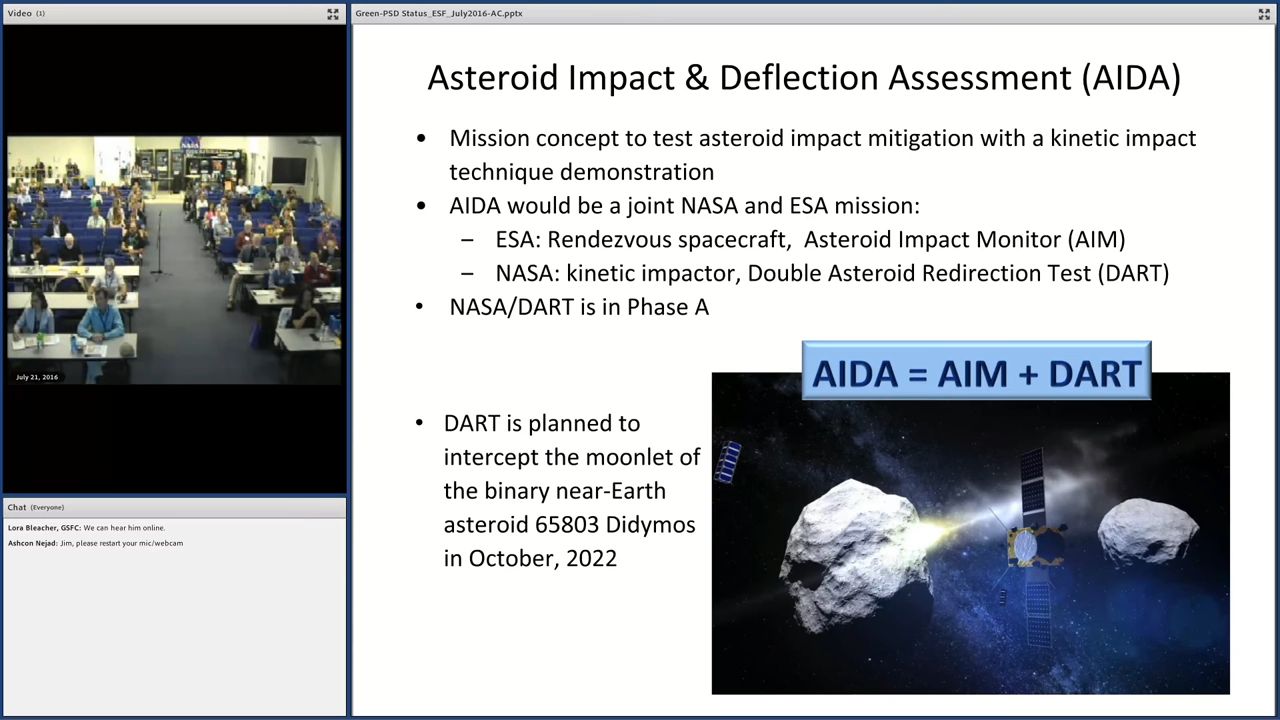 Video (1)
NASA
July 21, 2016
Chat (Everyone)
Lora Bleacher, GSFC: We can hear him online.
Ashcon Nejad: Jim, please restart your mic/webcam
Green-PSD Status_ESF_July2016-AC.pptx
Asteroid Impact & Deflection Assessment (AIDA)
• Mission concept to test asteroid impact mitigation with a kinetic impact
technique demonstration
• AIDA would be a joint NASA and ESA mission:
– ESA: Rendezvous spacecraft, Asteroid Impact Monitor (AIM)
– NASA: kinetic impactor, Double Asteroid Redirection Test (DART)
• NASA/DART is in Phase A
AIDA = AIM + DART
• DART is planned to
intercept the moonlet of
the binary near-Earth
asteroid 65803 Didymos
in October, 2022